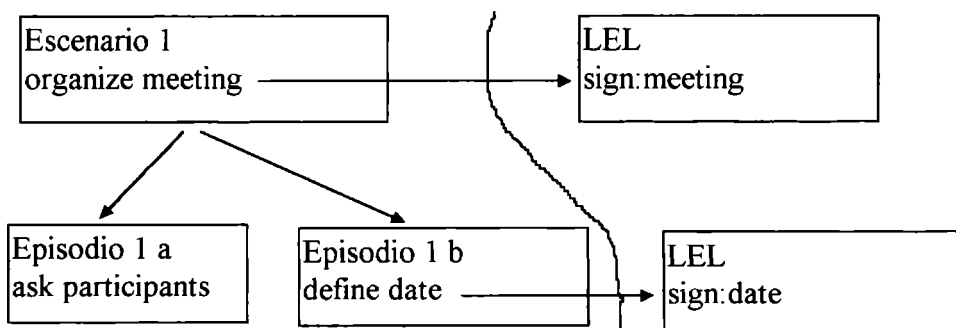 Escenario 1
organize meeting
LEL
sign:meeting
Episodio 1 a
ask participants
Episodio 1 b
define date
LEL
sign:date